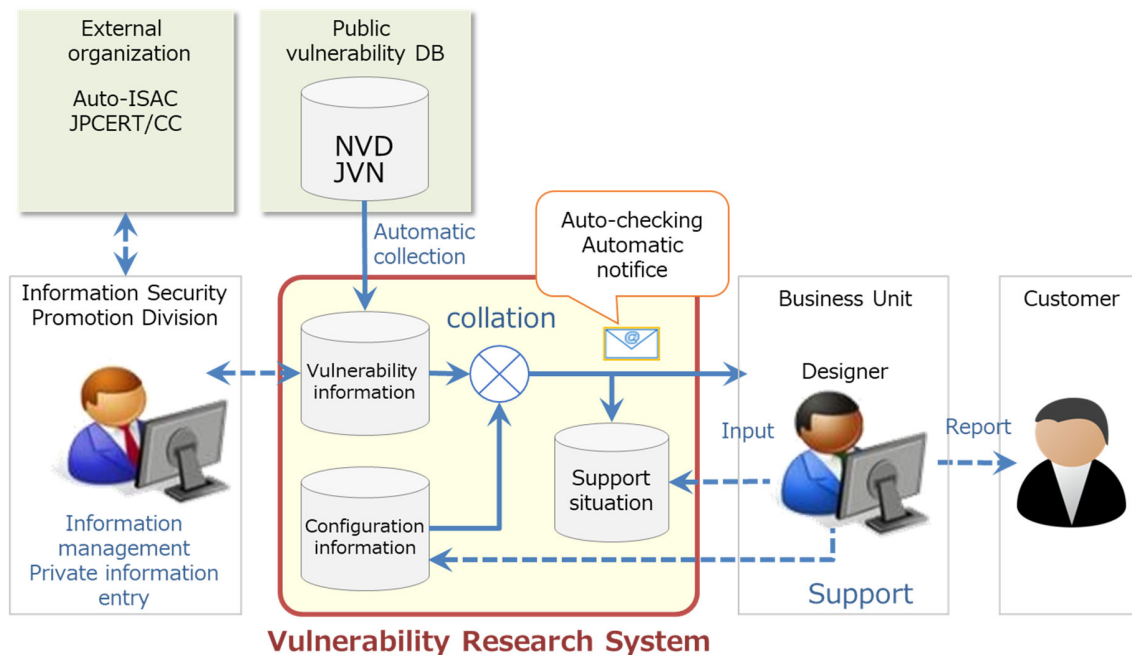 External
organization
Auto-ISAC
JPCERT/CC
Public
vulnerability DB
NVD
JVN
Automatic
collection
Auto-checking
Automatic
notifice
Information Security
Promotion Division
Information
management
Private information
entry
Vulnerability
information
collation
@
Configuration
information
Support
situation
Business Unit
Designer
Input
Report
Support
Customer
Vulnerability Research System